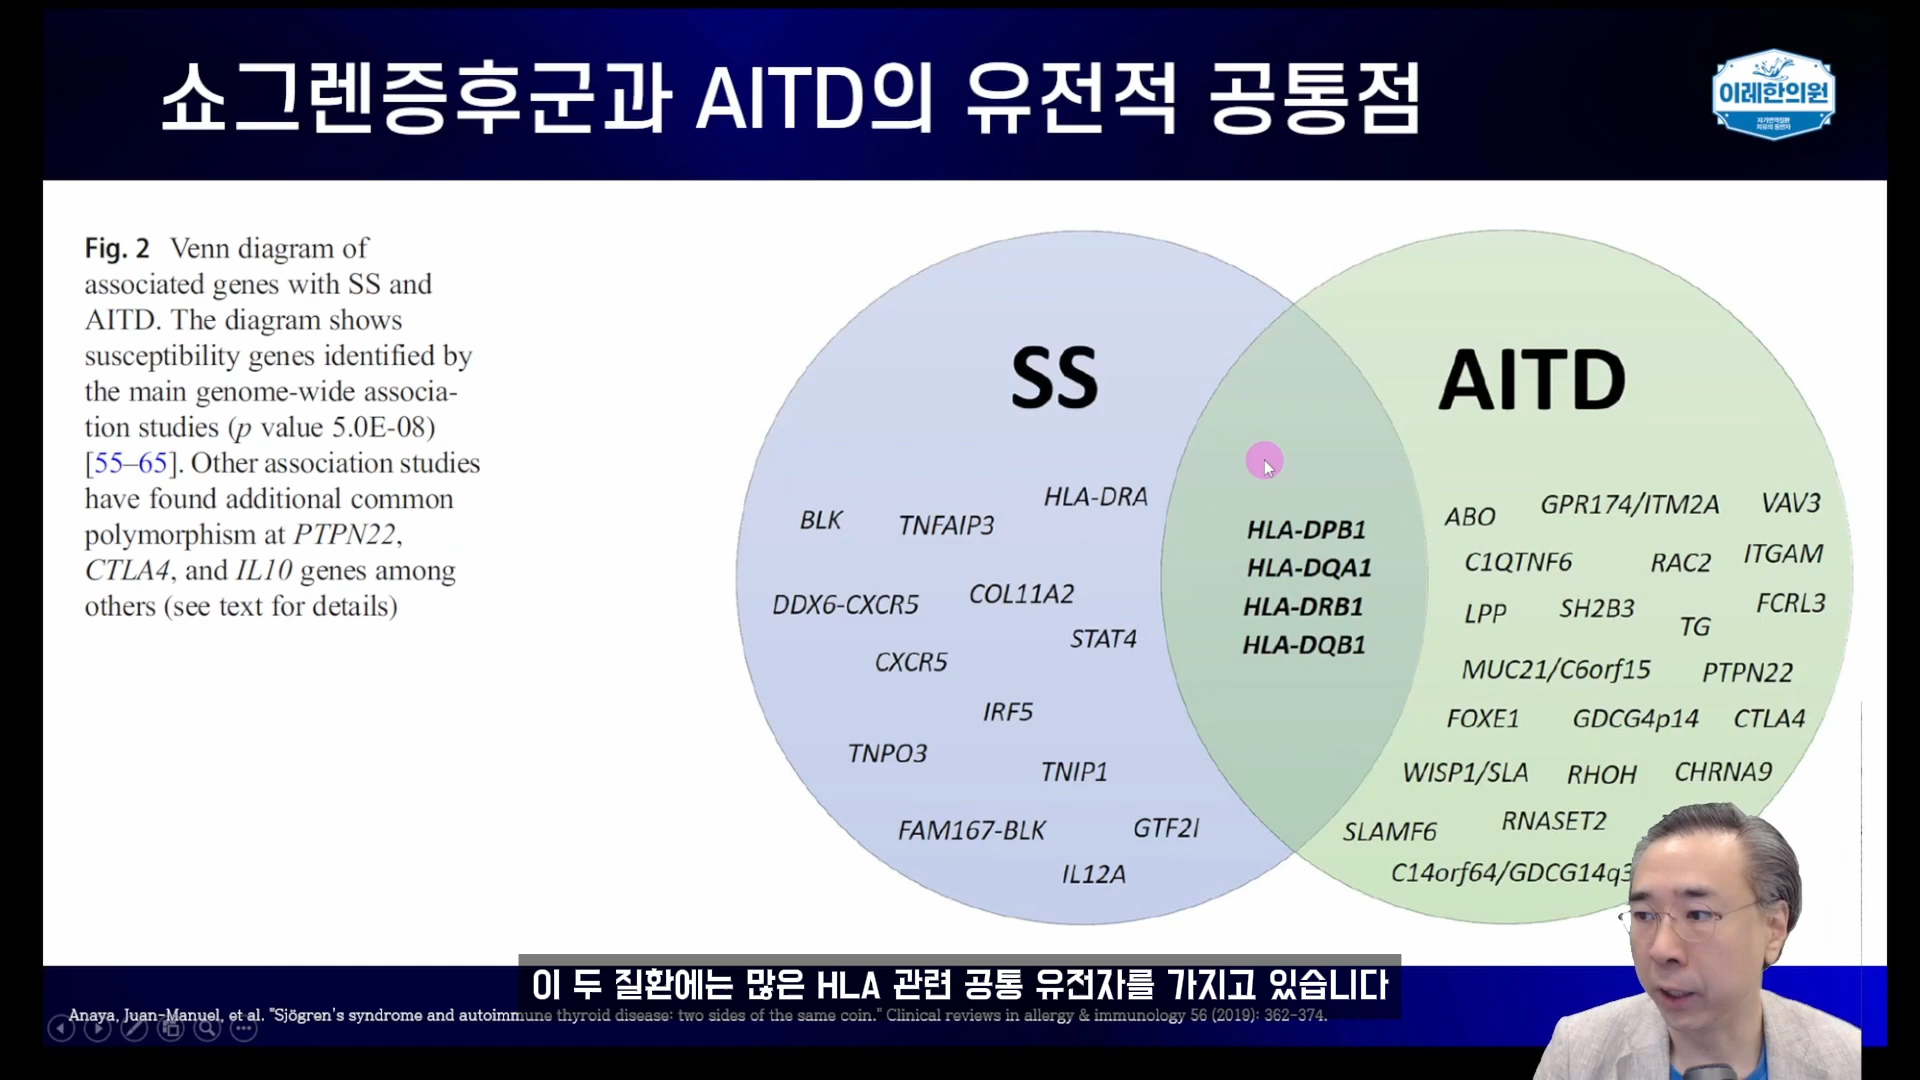 쇼그렌증후군과 AITD의 유전적 공통점
이레한의원
자가면역질환
치유의 동반자
Fig. 2 Venn diagram of
associated genes with SS and
AITD. The diagram shows
susceptibility genes identified by
the main genome-wide associa-
tion studies (p value 5.0E-08)
[55–65]. Other association studies
have found additional common
polymorphism at PTPN22,
CTLA4, and IL10 genes among
others (see text for details)
SS
HLA-DRA
BLK
TNFAIP3
COL11A2
DDX6-CXCR5
STAT4
CXCR5
IRF5
TNPO3
TNIP1
FAM167-BLK
GTF2I
IL12A
HLA-DPB1
HLA-DQA1
HLA-DRB1
HLA-DQB1
AITD
ABO GPR174/ITM2A VAV3
C1QTNF6 RAC2 ITGAM
LPP SH2B3 TG FCRL3
MUC21/C6orf15 PTPN22
FOXE1 GDCG4p14 CTLA4
WISP1/SLA RHOH CHRNA9
SLAMF6 RNASET2
C14orf64/GDCG14q3
이 두 질환에는 많은 HLA 관련 공통 유전자를 가지고 있습니다
Anaya, Juan-Manuel, et al. "Sjögren's syndrome and autoimmune thyroid disease: two sides of the same coin." Clinical reviews in allergy & immunology 56 (2019): 362-374.